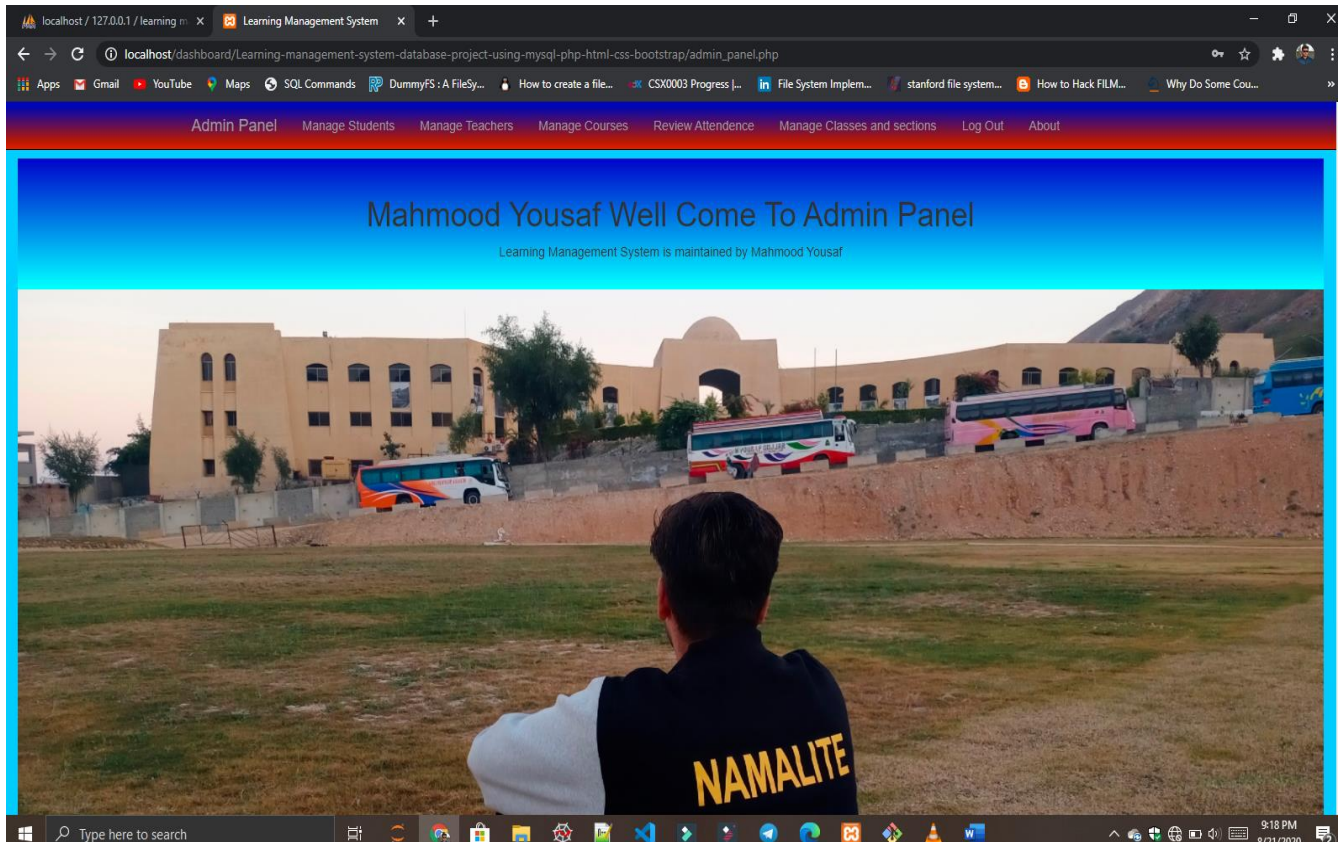 localhost / 127.0.0.1 / learning m
Learning Management System
localhost/dashboard/Learning-management-system-database-project-using-mysql-php-html-css-bootstrap/admin_panel.php
Apps Gmail YouTube Maps SQL Commands DummyFS : A FileSy... How to create a file... CSX0003 Progress |... File System Implem... stanford file system... How to Hack FILM... Why Do Some Cou... »
Admin Panel Manage Students Manage Teachers Manage Courses Review Attendence Manage Classes and sections Log Out About
Mahmood Yousaf Well Come To Admin Panel
Learning Management System is maintained by Mahmood Yousaf
NAMALITE
Type here to search
9:18 PM
8/21/2020